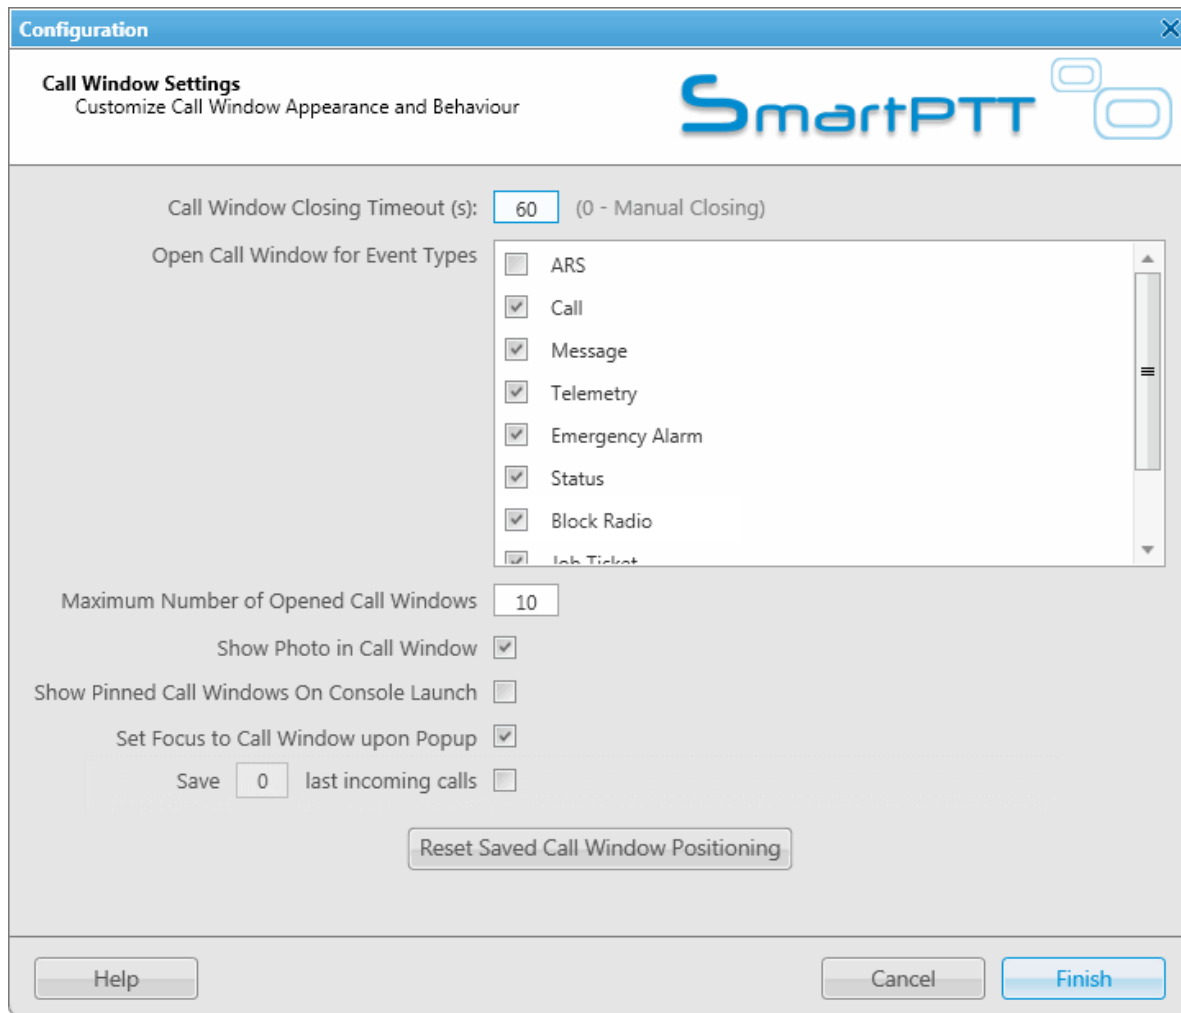 Configuration
Call Window Settings
Customize Call Window Appearance and Behaviour
SmartPTT
Call Window Closing Timeout (s): 60 (0 - Manual Closing)
Open Call Window for Event Types
ARS
Call
Message
Telemetry
Emergency Alarm
Status
Block Radio
Job Ticket
Maximum Number of Opened Call Windows 10
Show Photo in Call Window
Show Pinned Call Windows On Console Launch
Set Focus to Call Window upon Popup
Save 0 last incoming calls
Reset Saved Call Window Positioning
Help Cancel Finish